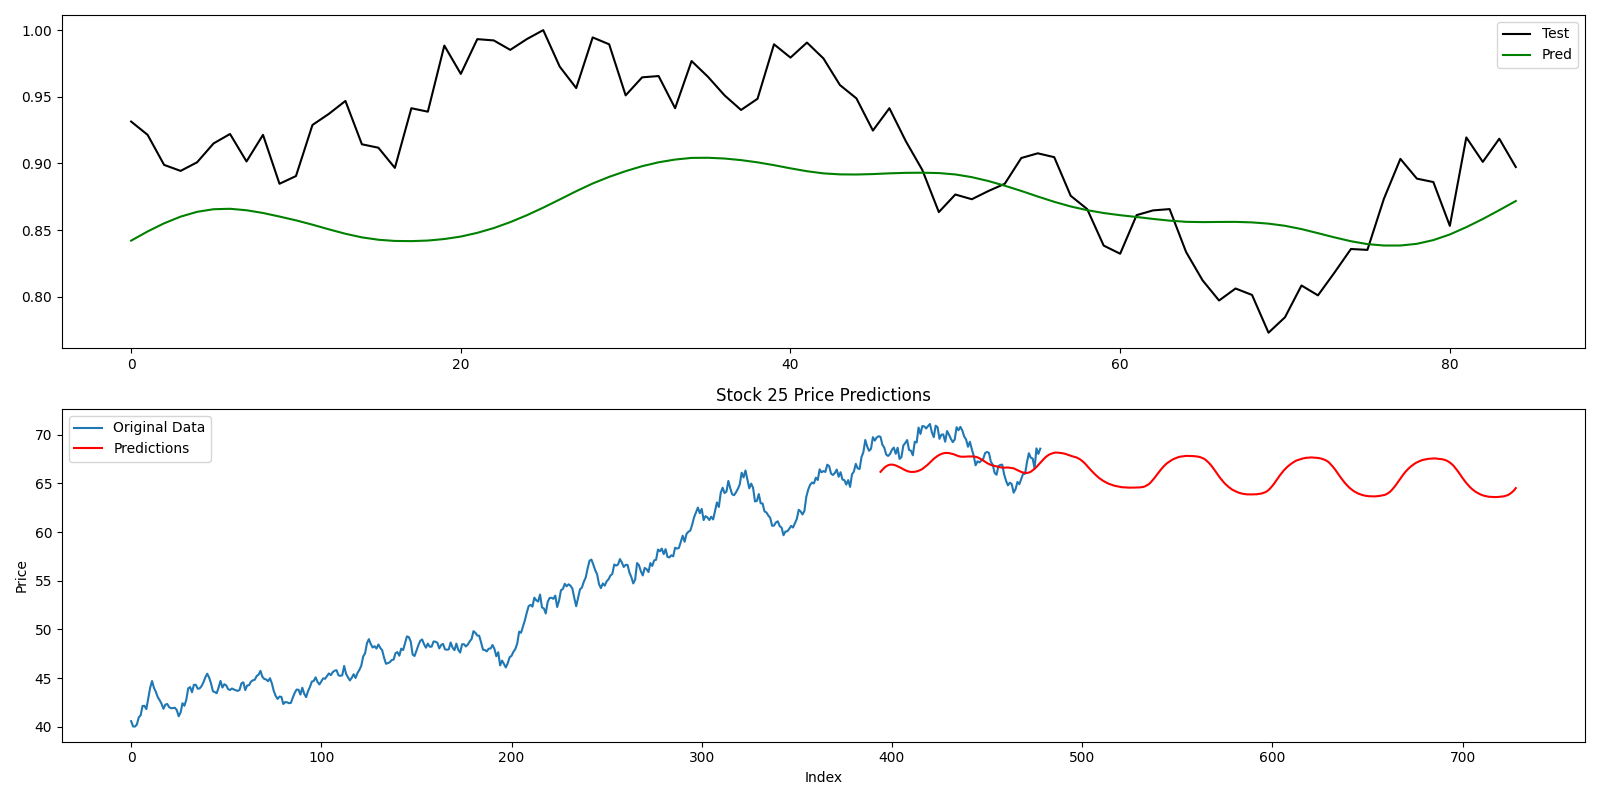 1.00
0.95
0.90
0.85
0.80
Test
Pred
0 20 40 60 80
Stock 25 Price Predictions
Original Data
Predictions
Price
70
65
60
55
50
45
40
0 100 200 300 400 500 600 700
Index